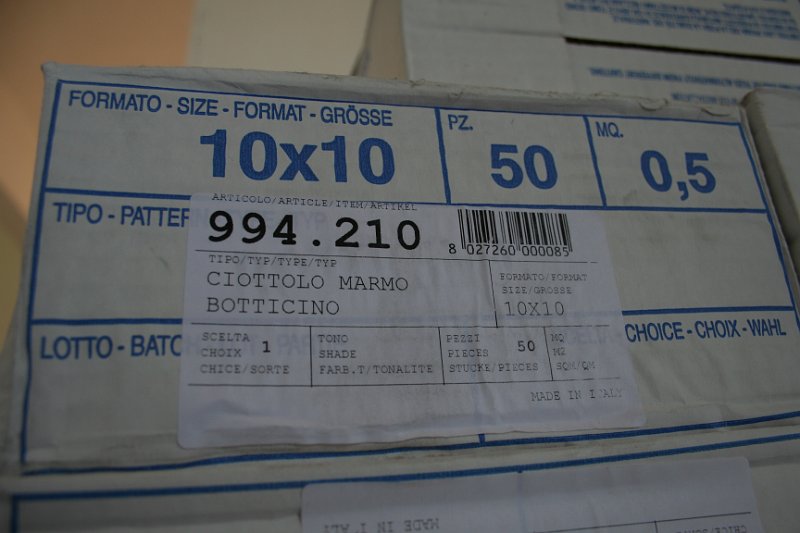 FORMATO - SIZE - FORMAT - GRÖSSE
10x10
PZ.
50
MQ.
0,5
TIPO - PATTER
ARTICOLO/ARTICLE/ITEM/ARTIKEL
994.210
8 027260 000085
TIPO/TYP/TYPE/TYP
CIOTTOLO MARMO
BOTTICINO
FORMATO/FORMAT
SIZE/GROSSE
10X10
LOTTO - BATC
CHOICE - CHOIX - WAHL
SCELTA
CHOIX 1
CHICE/SORTE
TONO
SHADE
FARB.T/TONALITE
PEZZI
PIECES 50
STUCKE/PIECES
MQ
M2
SQM/QM
MADE IN ITALY
MADE IN ITALY